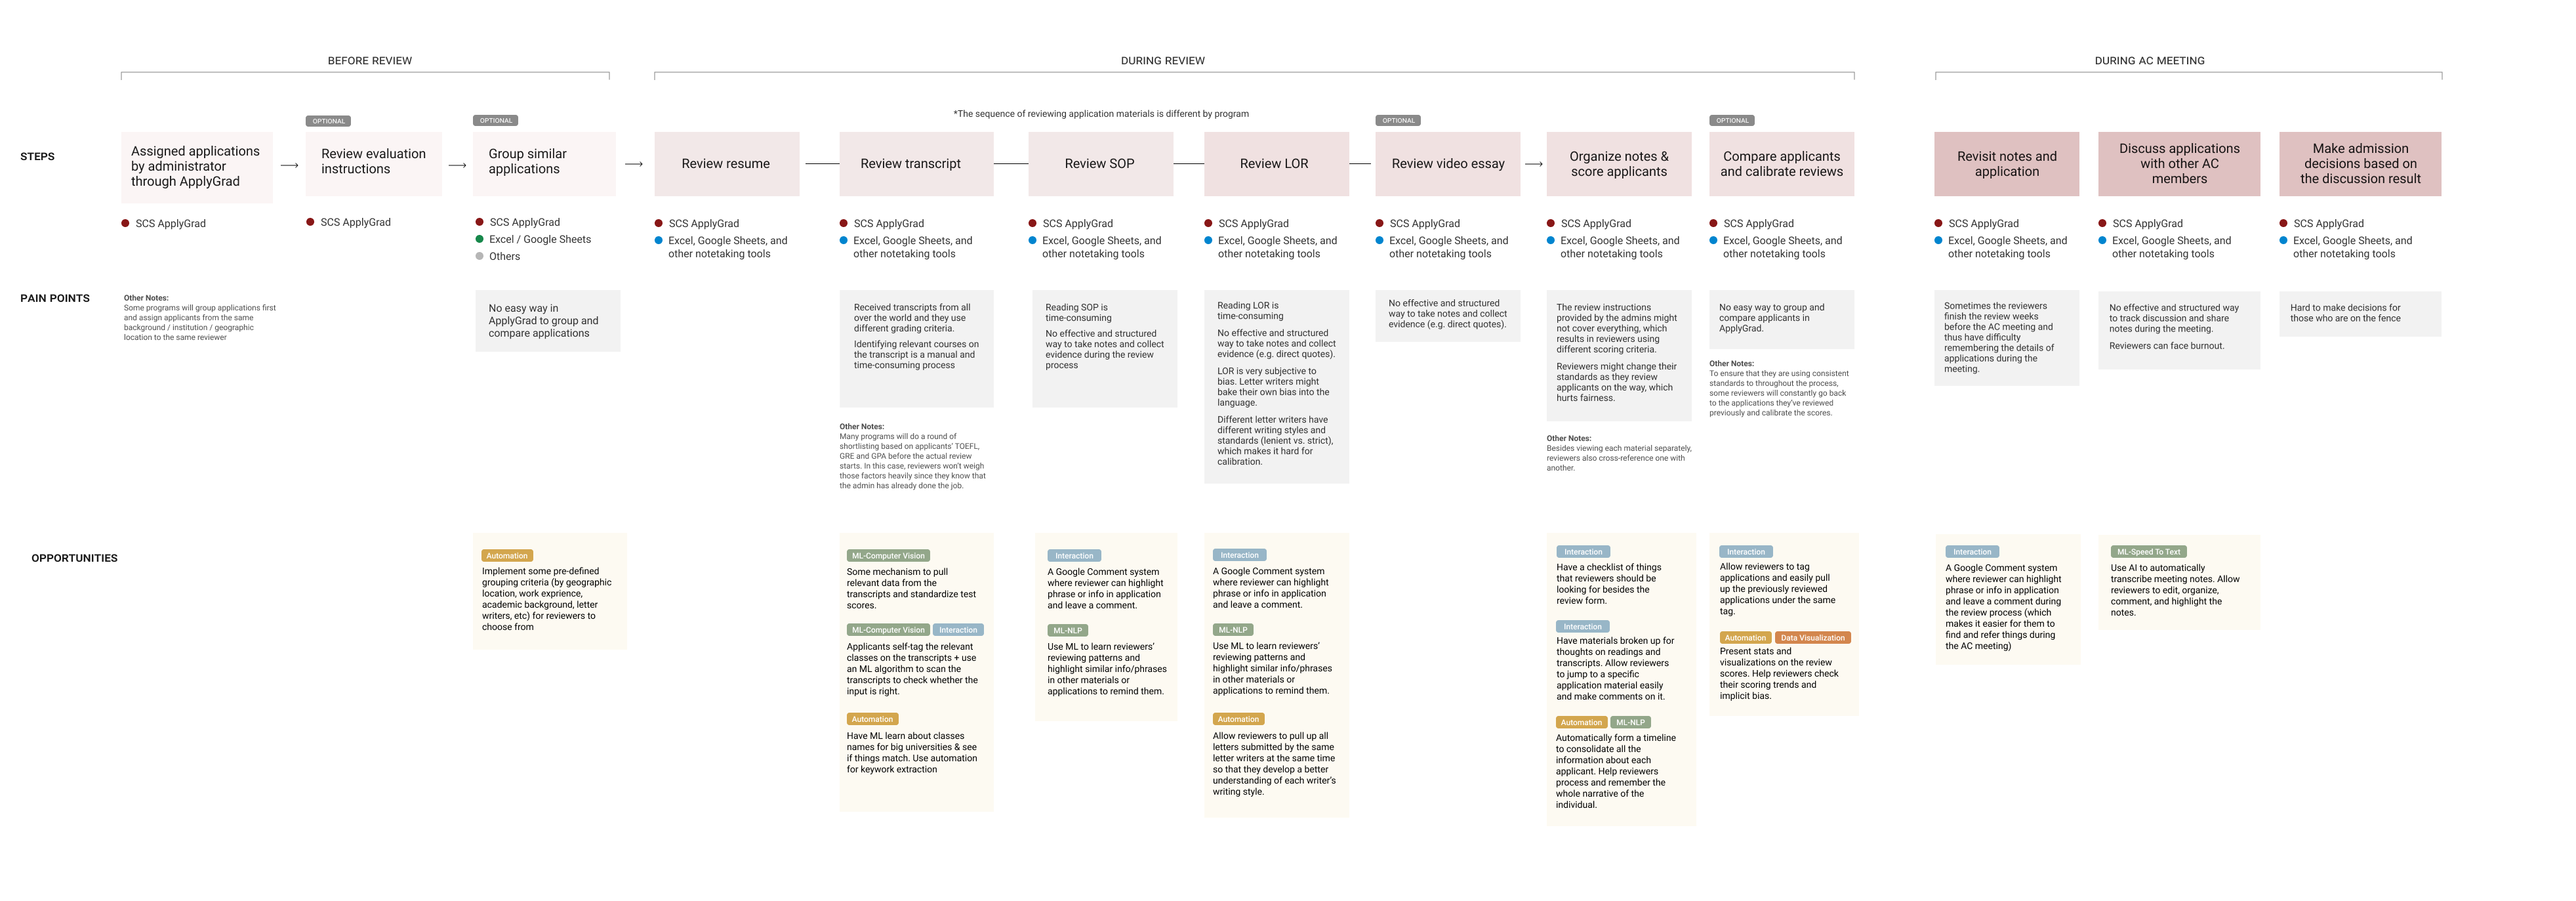 BEFORE REVIEW
DURING REVIEW
DURING AC MEETING
*The sequence of reviewing application materials is different by program
STEPS
Assigned applications
by administrator
through ApplyGrad
OPTIONAL
Review evaluation
instructions
OPTIONAL
Group similar
applications
Review resume
Review transcript
Review SOP
Review LOR
OPTIONAL
Review video essay
Organize notes &
score applicants
OPTIONAL
Compare applicants
and calibrate reviews
Revisit notes and
application
Discuss applications
with other AC
members
Make admission
decisions based on
the discussion result
SCS ApplyGrad
SCS ApplyGrad
SCS ApplyGrad
Excel / Google Sheets
Others
SCS ApplyGrad
Excel, Google Sheets, and
other notetaking tools
SCS ApplyGrad
Excel, Google Sheets, and
other notetaking tools
SCS ApplyGrad
Excel, Google Sheets, and
other notetaking tools
SCS ApplyGrad
Excel, Google Sheets, and
other notetaking tools
SCS ApplyGrad
Excel, Google Sheets, and
other notetaking tools
SCS ApplyGrad
Excel, Google Sheets, and
other notetaking tools
SCS ApplyGrad
Excel, Google Sheets, and
other notetaking tools
SCS ApplyGrad
Excel, Google Sheets, and
other notetaking tools
SCS ApplyGrad
Excel, Google Sheets, and
other notetaking tools
SCS ApplyGrad
Excel, Google Sheets, and
other notetaking tools
PAIN POINTS
Other Notes:
Some programs will group applications first
and assign applicants from the same
background / institution / geographic
location to the same reviewer
No easy way in
ApplyGrad to group and
compare applications
Received transcripts from all
over the world and they use
different grading criteria.
Identifying relevant courses on
the transcript is a manual and
time-consuming process
Other Notes:
Many programs will do a round of
shortlisting based on applicants' TOEFL,
GRE and GPA before the actual review
starts. In this case, reviewers won't weigh
those factors heavily since they know that
the admin has already done the job.
Reading SOP is
time-consuming
No effective and structured
way to take notes and collect
evidence during the review
process
Reading LOR is
time-consuming
No effective and structured
way to take notes and collect
evidence (e.g. direct quotes).
LOR is very subjective to
bias. Letter writers might
bake their own bias into the
language.
Different letter writers have
different writing styles and
standards (lenient vs. strict),
which makes it hard for
calibration.
No effective and structured
way to take notes and collect
evidence (e.g. direct quotes).
The review instructions
provided by the admins might
not cover everything, which
results in reviewers using
different scoring criteria.
Reviewers might change their
standards as they review
applicants on the way, which
hurts fairness.
Other Notes:
Besides viewing each material separately,
reviewers also cross-reference one with
another.
No easy way to group and
compare applicants in
ApplyGrad.
Other Notes:
To ensure that they are using consistent
standards to throughout the process,
some reviewers will constantly go back
to the applications they've reviewed
previously and calibrate the scores.
Sometimes the reviewers
finish the review weeks
before the AC meeting and
thus have difficulty
remembering the details of
applications during the
meeting.
No effective and structured way
to track discussion and share
notes during the meeting.
Reviewers can face burnout.
Hard to make decisions for
those who are on the fence
OPPORTUNITIES
Automation
Implement some pre-defined
grouping criteria (by geographic
location, work exprience,
academic background, letter
writers, etc) for reviewers to
choose from
ML-Computer Vision
Some mechanism to pull
relevant data from the
transcripts and standardize test
scores.
ML-Computer Vision Interaction
Applicants self-tag the relevant
classes on the transcripts + use
an ML algorithm to scan the
transcripts to check whether the
input is right.
Automation
Have ML learn about classes
names for big universities & see
if things match. Use automation
for keywork extraction
Interaction
A Google Comment system
where reviewer can highlight
phrase or info in application
and leave a comment.
ML-NLP
Use ML to learn reviewers'
reviewing patterns and
highlight similar info/phrases
in other materials or
applications to remind them.
Interaction
A Google Comment system
where reviewer can highlight
phrase or info in application
and leave a comment.
ML-NLP
Use ML to learn reviewers'
reviewing patterns and
highlight similar info/phrases
in other materials or
applications to remind them.
Automation
Allow reviewers to pull up all
letters submitted by the same
letter writers at the same time
so that they develop a better
understanding of each writer's
writing style.
Interaction
Have a checklist of things
that reviewers should be
looking for besides the
review form.
Interaction
Have materials broken up for
thoughts on readings and
transcripts. Allow reviewers
to jump to a specific
application material easily
and make comments on it.
Automation ML-NLP
Automatically form a timeline
to consolidate all the
information about each
applicant. Help reviewers
process and remember the
whole narrative of the
individual.
Interaction
Allow reviewers to tag
applications and easily pull
up the previously reviewed
applications under the same
tag.
Automation Data Visualization
Present stats and
visualizations on the review
scores. Help reviewers check
their scoring trends and
implicit bias.
Interaction
A Google Comment system
where reviewer can highlight
phrase or info in application
and leave a comment during
the review process (which
makes it easier for them to
find and refer things during
the AC meeting)
ML-Speed To Text
Use AI to automatically
transcribe meeting notes. Allow
reviewers to edit, organize,
comment, and highlight the
notes.